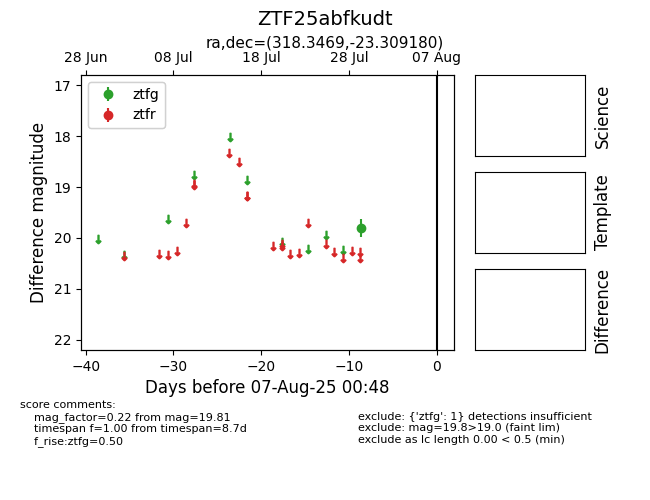 ZTF25abfkudt
ra,dec=(318.3469,-23.309180)
28 Jun 08 Jul 18 Jul 28 Jul 07 Aug
ztfg
ztfr
17
18
19
20
21
22
Difference magnitude
−40 −30 −20 −10 0
Days before 07-Aug-25 00:48
Science
Template
Difference
score comments:
mag_factor=0.22 from mag=19.81
timespan f=1.00 from timespan=8.7d
f_rise:ztfg=0.50
exclude: {'ztfg': 1} detections insufficient
exclude: mag=19.8>19.0 (faint lim)
exclude as lc length 0.00 < 0.5 (min)